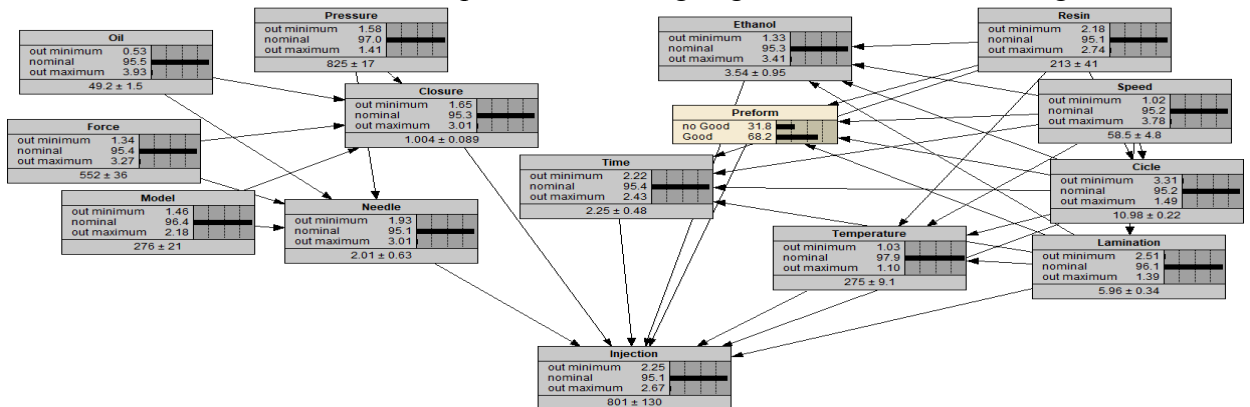 Oil
out minimum 0.53
nominal 95.5
out maximum 3.93
49.2 ± 1.5
Pressure
out minimum 1.58
nominal 97.0
out maximum 1.41
825 ± 17
Closure
out minimum 1.65
nominal 95.3
out maximum 3.01
1.004 ± 0.089
Force
out minimum 1.34
nominal 95.4
out maximum 3.27
552 ± 36
Model
out minimum 1.46
nominal 96.4
out maximum 2.18
276 ± 21
Needle
out minimum 1.93
nominal 95.1
out maximum 3.01
2.01 ± 0.63
Ethanol
out minimum 1.33
nominal 95.3
out maximum 3.41
3.54 ± 0.95
Resin
out minimum 2.18
nominal 95.1
out maximum 2.74
213 ± 41
Speed
out minimum 1.02
nominal 95.2
out maximum 3.78
58.5 ± 4.8
Preform
no Good 31.8
Good 68.2
Time
out minimum 2.22
nominal 95.4
out maximum 2.43
2.25 ± 0.48
Cicle
out minimum 3.31
nominal 95.2
out maximum 1.49
10.98 ± 0.22
Temperature
out minimum 1.03
nominal 97.9
out maximum 1.10
275 ± 9.1
Lamination
out minimum 2.51
nominal 96.1
out maximum 1.39
5.96 ± 0.34
Injection
out minimum 2.25
nominal 95.1
out maximum 2.67
801 ± 130